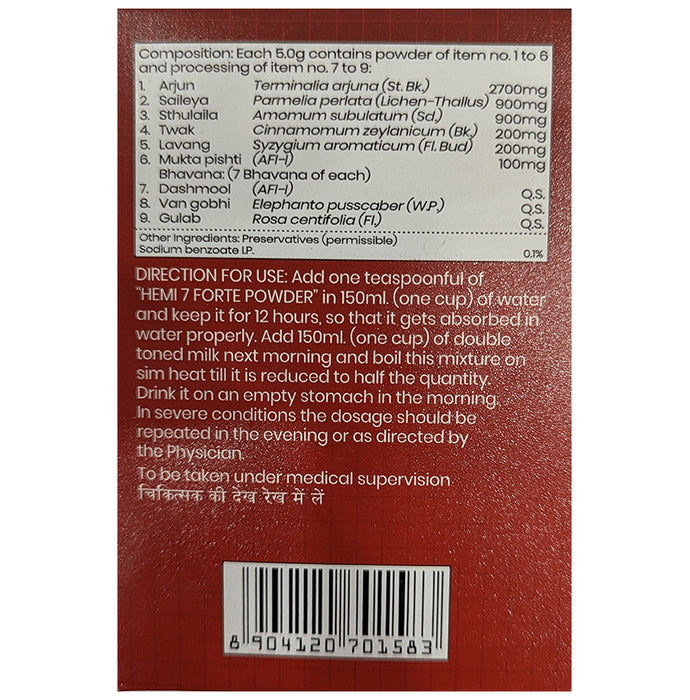 Composition: Each 5.0g contains powder of item no. 1 to 6
and processing of item no. 7 to 9:
1. Arjun Terminalia arjuna (St. Bk.) 2700mg
2. Saileya Parmelia perlata (Lichen-Thallus) 900mg
3. Sthulaila Amomum subulatum (Sd.) 900mg
4. Twak Cinnamomum zeylanicum (Bk.) 200mg
5. Lavang Syzygium aromaticum (Fl. Bud) 200mg
6. Mukta pishti (AFI-I) 100mg
Bhavana: (7 Bhavana of each)
7. Dashmool (AFI-I) Q.S.
8. Van gobhi Elephanto pusscaber (W.P.) Q.S.
9. Gulab Rosa centifolia (Fl.) Q.S.
Other Ingredients: Preservatives (permissible)
Sodium benzoate I.P. 0.1%
DIRECTION FOR USE: Add one teaspoonful of
"HEMI 7 FORTE POWDER" in 150ml. (one cup) of water
and keep it for 12 hours, so that it gets absorbed in
water properly. Add 150ml. (one cup) of double
toned milk next morning and boil this mixture on
sim heat till it is reduced to half the quantity.
Drink it on an empty stomach in the morning.
In severe conditions the dosage should be
repeated in the evening or as directed by
the Physician.
To be taken under medical supervision
चिकित्सक की देख रेख में लें
8 904120 701583